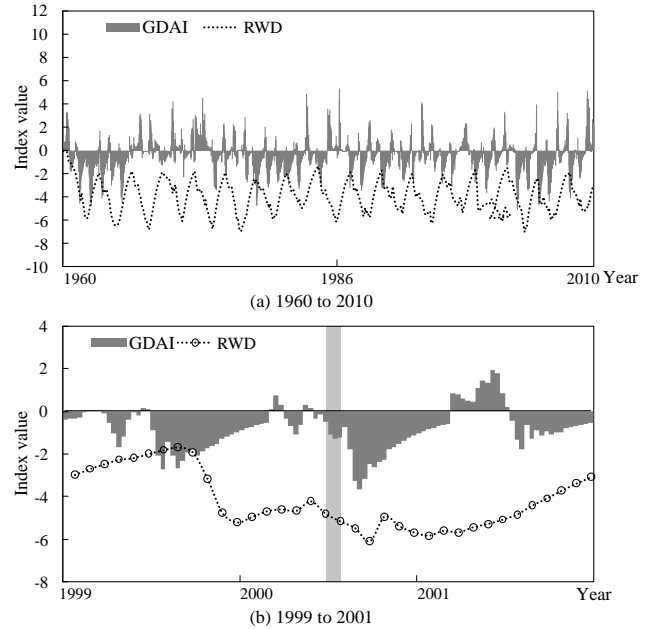 GDAI RWD
Index value
12
10
8
6
4
2
0
-2
-4
-6
-8
-10
1960 1986 2010 Year
(a) 1960 to 2010
GDAI RWD
Index value
4
2
0
-2
-4
-6
-8
1999 2000 2001 Year
(b) 1999 to 2001